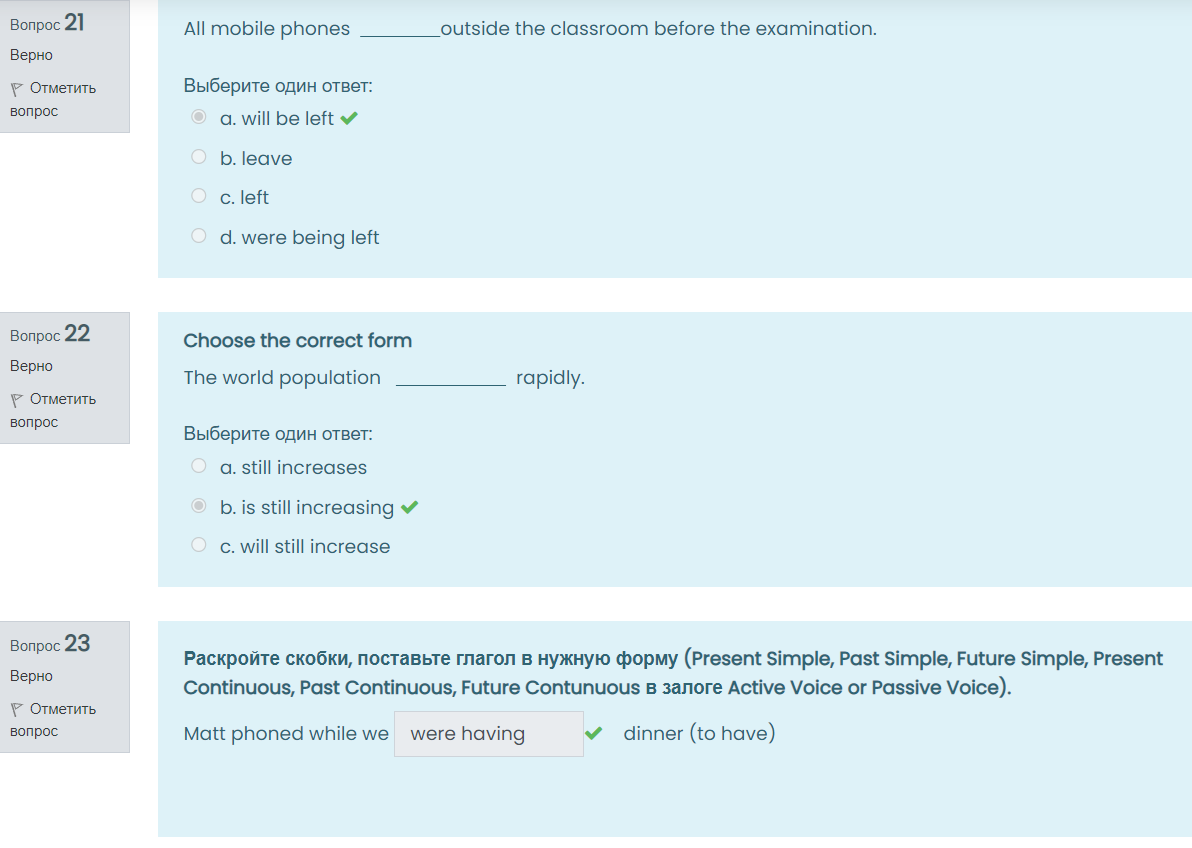 Вопрос 21
Верно
Отметить
вопрос
All mobile phones ________outside the classroom before the examination.
Выберите один ответ:
a. will be left
b. leave
c. left
d. were being left
Вопрос 22
Верно
Отметить
вопрос
Choose the correct form
The world population ___________ rapidly.
Выберите один ответ:
a. still increases
b. is still increasing
c. will still increase
Вопрос 23
Верно
Отметить
вопрос
Раскройте скобки, поставьте глагол в нужную форму (Present Simple, Past Simple, Future Simple, Present
Continuous, Past Continuous, Future Contunuous в залоге Active Voice or Passive Voice).
Matt phoned while we were having dinner (to have)